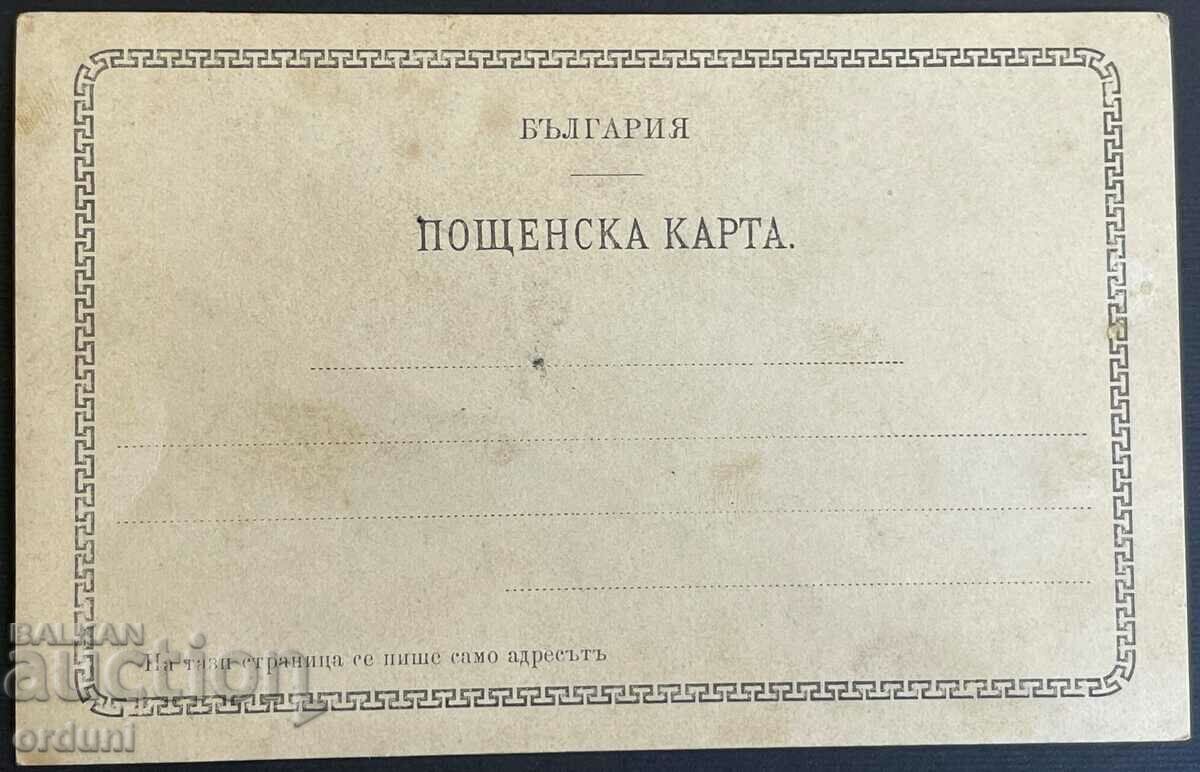 БЪЛГАРИЯ
ПОЩЕНСКА КАРТА.
На тази страница се пише само адресътъ
BALKAN
auction
orduni